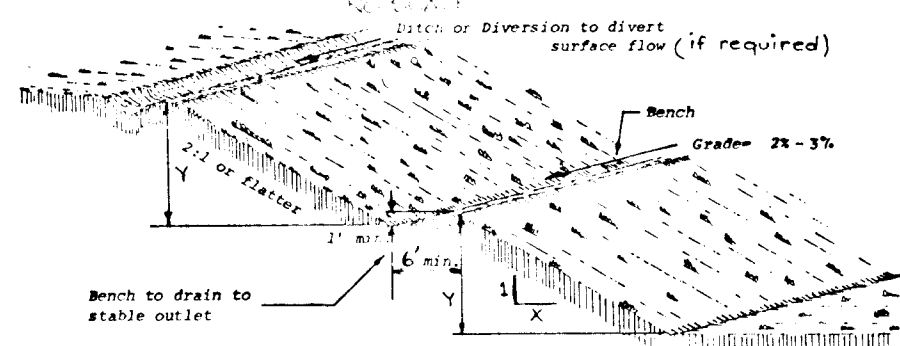 Ditch or Diversion to divert
surface flow (if required)
Bench
Grade= 2% - 3%
2:1 or flatter
Y
1' min.
6' min.
Bench to drain to
stable outlet
Y
1
X